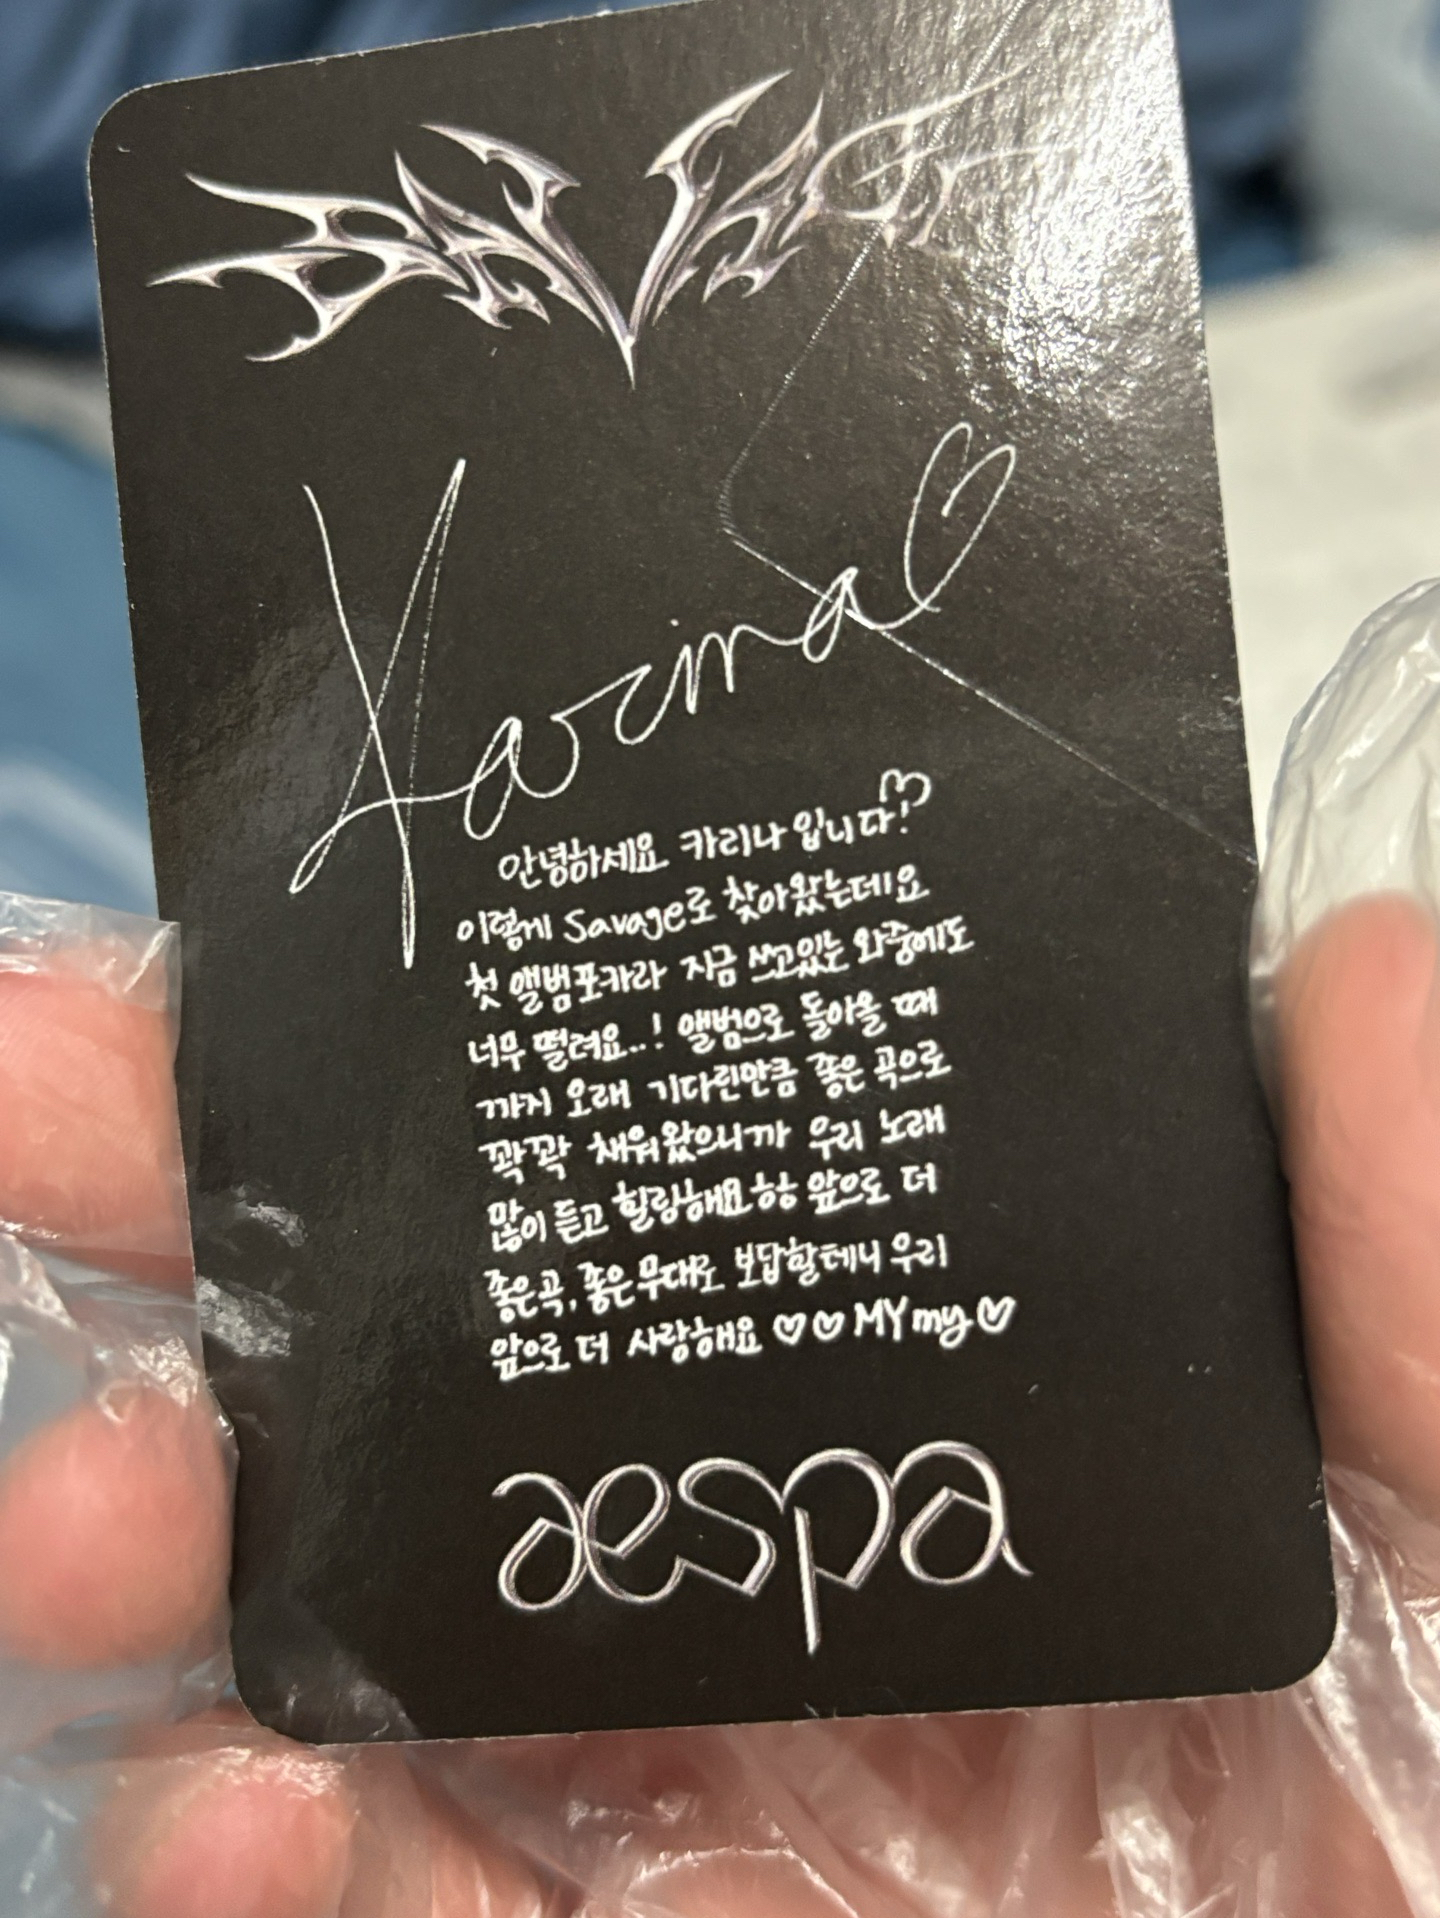 SAVAGE
Karina♡
안녕하세요 카리나 입니다!♡
이렇게 Savage로 찾아왔는데요
첫 앨범포카라 지금 쓰고있는 와중에도
너무 떨려요..! 앨범으로 돌아올 때
까지 오래 기다린만큼 좋은 곡으로
꽉꽉 채워왔으니까 우리 노래
많이 듣고 힐링해요ㅎㅎ 앞으로 더
좋은곡, 좋은무대로 보답할테니 우리
앞으로 더 사랑해요 ♡♡ MY my♡
aespa